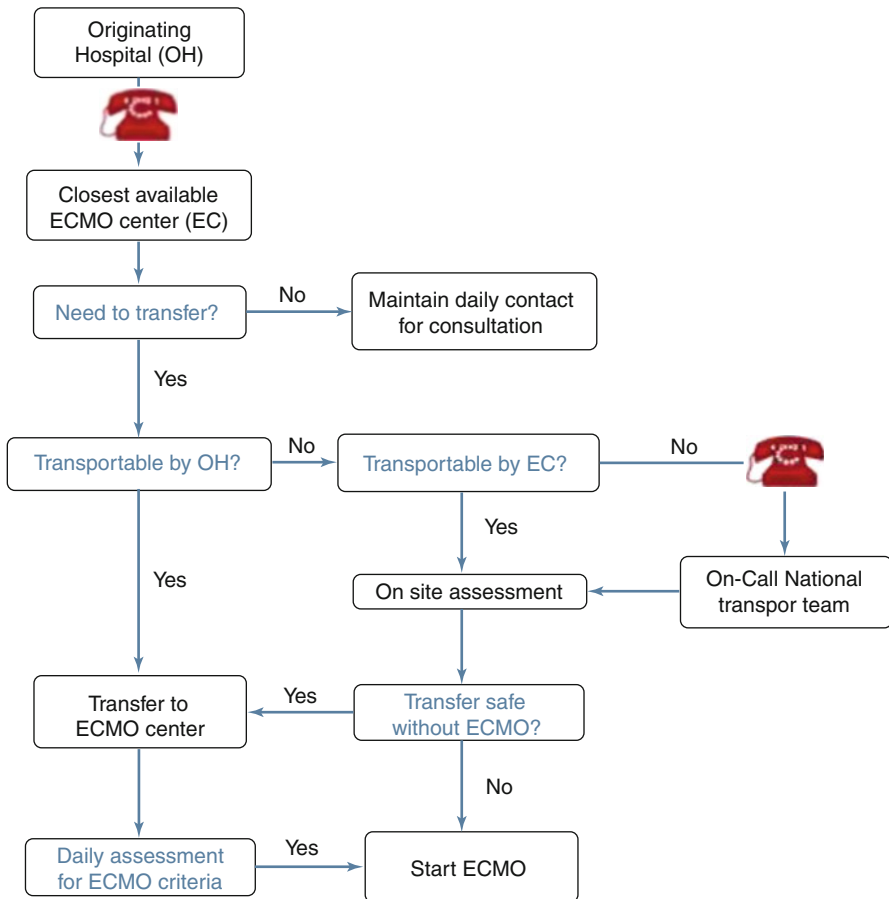 Originating
Hospital (OH)
Closest available
ECMO center (EC)
Need to transfer?
No
Maintain daily contact
for consultation
Yes
Transportable by OH?
No
Transportable by EC?
No
Yes
Yes
On site assessment
On-Call National
transpor team
Transfer to
ECMO center
Yes
Transfer safe
without ECMO?
No
Daily assessment
for ECMO criteria
Yes
Start ECMO